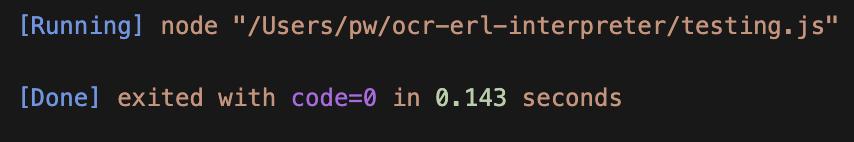 [Running] node "/Users/pw/ocr-erl-interpreter/testing.js"
[Done] exited with code=0 in 0.143 seconds